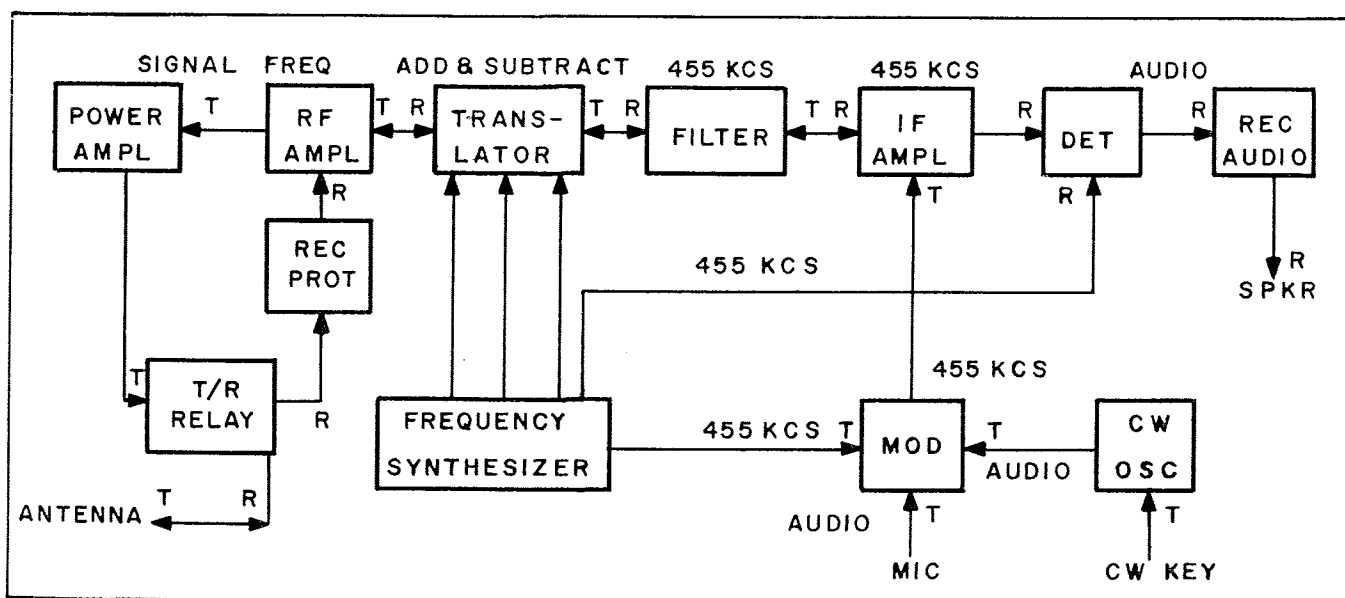 SIGNAL FREQ
ADD & SUBTRACT
455 KCS
455 KCS
AUDIO
POWER
AMPL
T
RF
AMPL
T R
TRANS-
LATOR
T R
FILTER
T R
IF
AMPL
R
DET
R
REC
AUDIO
R
T
R
REC
PROT
455 KCS
R
SPKR
T
T/R
RELAY
R
455 KCS
FREQUENCY
SYNTHESIZER
455 KCS
T
MOD
T
AUDIO
CW
OSC
T
R
ANTENNA
AUDIO
T
T
MIC
CW KEY